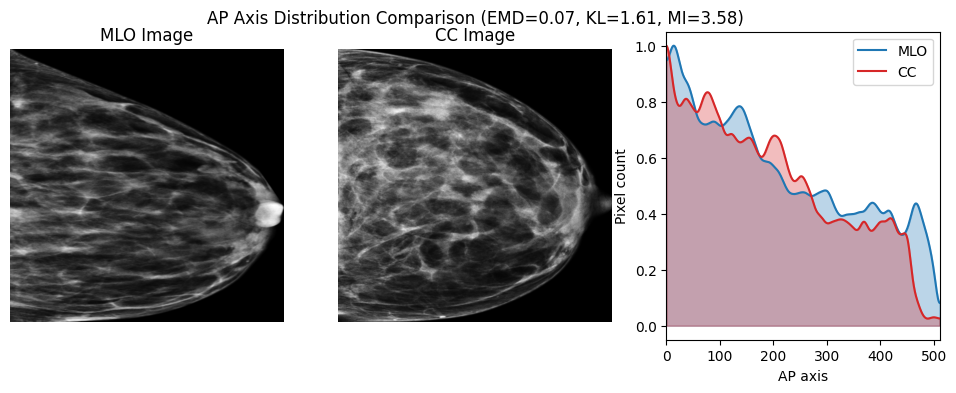 AP Axis Distribution Comparison (EMD=0.07, KL=1.61, MI=3.58)
MLO Image
CC Image
MLO
CC
Pixel count
1.0
0.8
0.6
0.4
0.2
0.0
0 100 200 300 400 500
AP axis